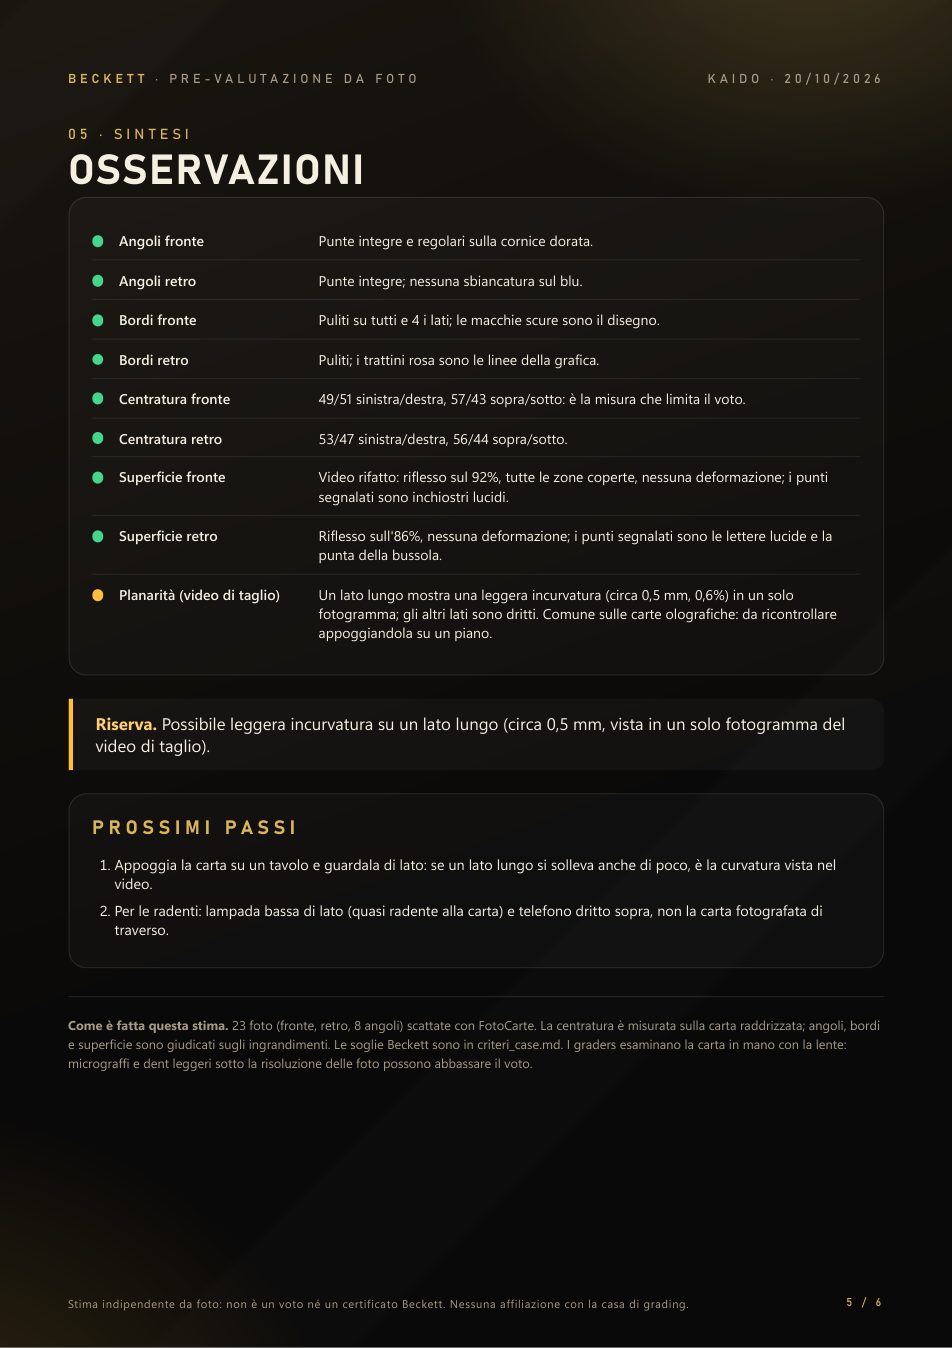 BECKETT · PRE-VALUTAZIONE DA FOTO
KAIDO · 20/10/2026
05 · SINTESI
OSSERVAZIONI
Angoli fronte
Punte integre e regolari sulla cornice dorata.
Angoli retro
Punte integre; nessuna sbiancatura sul blu.
Bordi fronte
Puliti su tutti e 4 i lati; le macchie scure sono il disegno.
Bordi retro
Puliti; i trattini rosa sono le linee della grafica.
Centratura fronte
49/51 sinistra/destra, 57/43 sopra/sotto: è la misura che limita il voto.
Centratura retro
53/47 sinistra/destra, 56/44 sopra/sotto.
Superficie fronte
Video rifatto: riflesso sul 92%, tutte le zone coperte, nessuna deformazione; i punti
segnalati sono inchiostri lucidi.
Superficie retro
Riflesso sull'86%, nessuna deformazione; i punti segnalati sono le lettere lucide e la
punta della bussola.
Planarità (video di taglio)
Un lato lungo mostra una leggera incurvatura (circa 0,5 mm, 0,6%) in un solo
fotogramma; gli altri lati sono dritti. Comune sulle carte olografiche: da ricontrollare
appoggiandola su un piano.
Riserva. Possibile leggera incurvatura su un lato lungo (circa 0,5 mm, vista in un solo fotogramma del
video di taglio).
PROSSIMI PASSI
1. Appoggia la carta su un tavolo e guardala di lato: se un lato lungo si solleva anche di poco, è la curvatura vista nel
video.
2. Per le radenti: lampada bassa di lato (quasi radente alla carta) e telefono dritto sopra, non la carta fotografata di
traverso.
Come è fatta questa stima. 23 foto (fronte, retro, 8 angoli) scattate con FotoCarte. La centratura è misurata sulla carta raddrizzata; angoli, bordi
e superficie sono giudicati sugli ingrandimenti. Le soglie Beckett sono in criteri_case.md. I graders esaminano la carta in mano con la lente:
micrograffi e dent leggeri sotto la risoluzione delle foto possono abbassare il voto.
Stima indipendente da foto: non è un voto né un certificato Beckett. Nessuna affiliazione con la casa di grading.
5 / 6